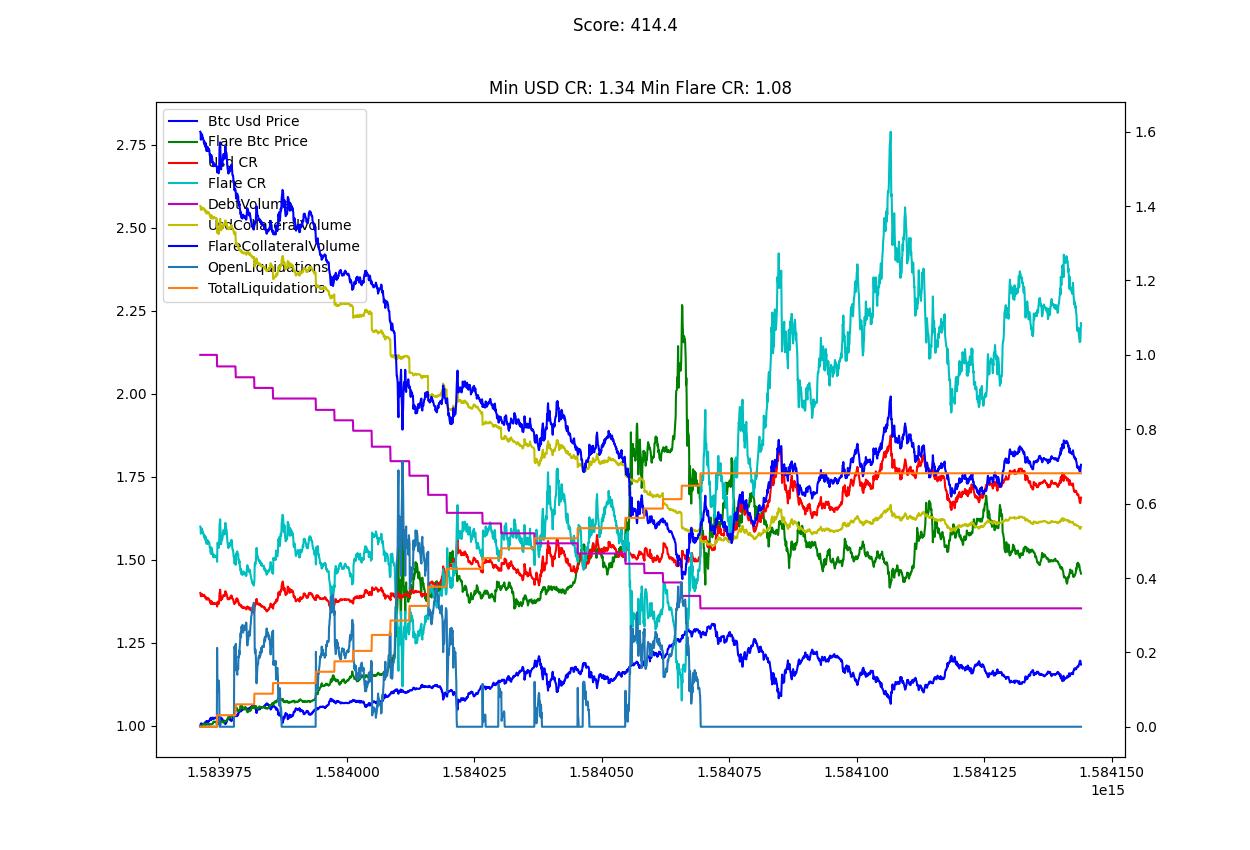 Score: 414.4
Min USD CR: 1.34 Min Flare CR: 1.08
Btc Usd Price
Flare Btc Price
Usd CR
Flare CR
DebtVolume
UsdCollateralVolume
FlareCollateralVolume
OpenLiquidations
TotalLiquidations
2.75
2.50
2.25
2.00
1.75
1.50
1.25
1.00
1.6
1.4
1.2
1.0
0.8
0.6
0.4
0.2
0.0
1.583975 1.584000 1.584025 1.584050 1.584075 1.584100 1.584125 1.584150
1e15